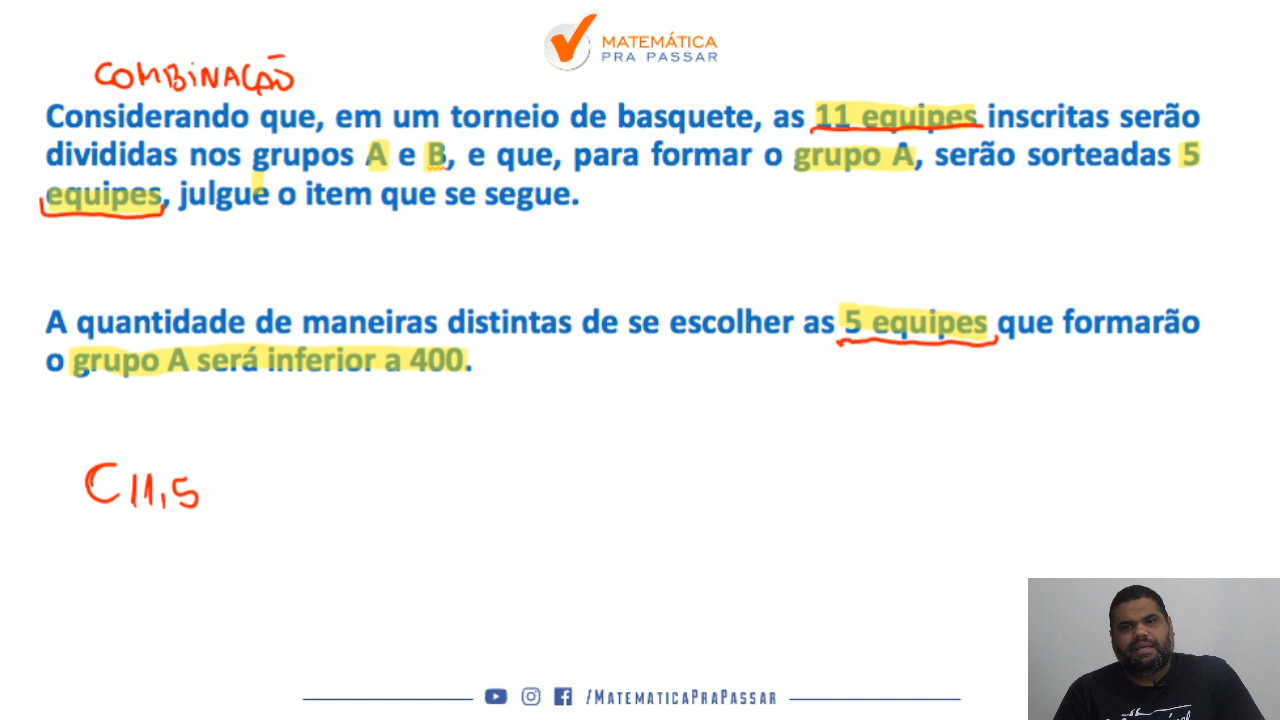 MATEMÁTICA
PRA PASSAR
COMBINAÇÃO
Considerando que, em um torneio de basquete, as 11 equipes inscritas serão
divididas nos grupos A e B, e que, para formar o grupo A, serão sorteadas 5
equipes, julgue o item que se segue.
A quantidade de maneiras distintas de se escolher as 5 equipes que formarão
o grupo A será inferior a 400.
C11,5
/MATEMATICAPRAPASSAR